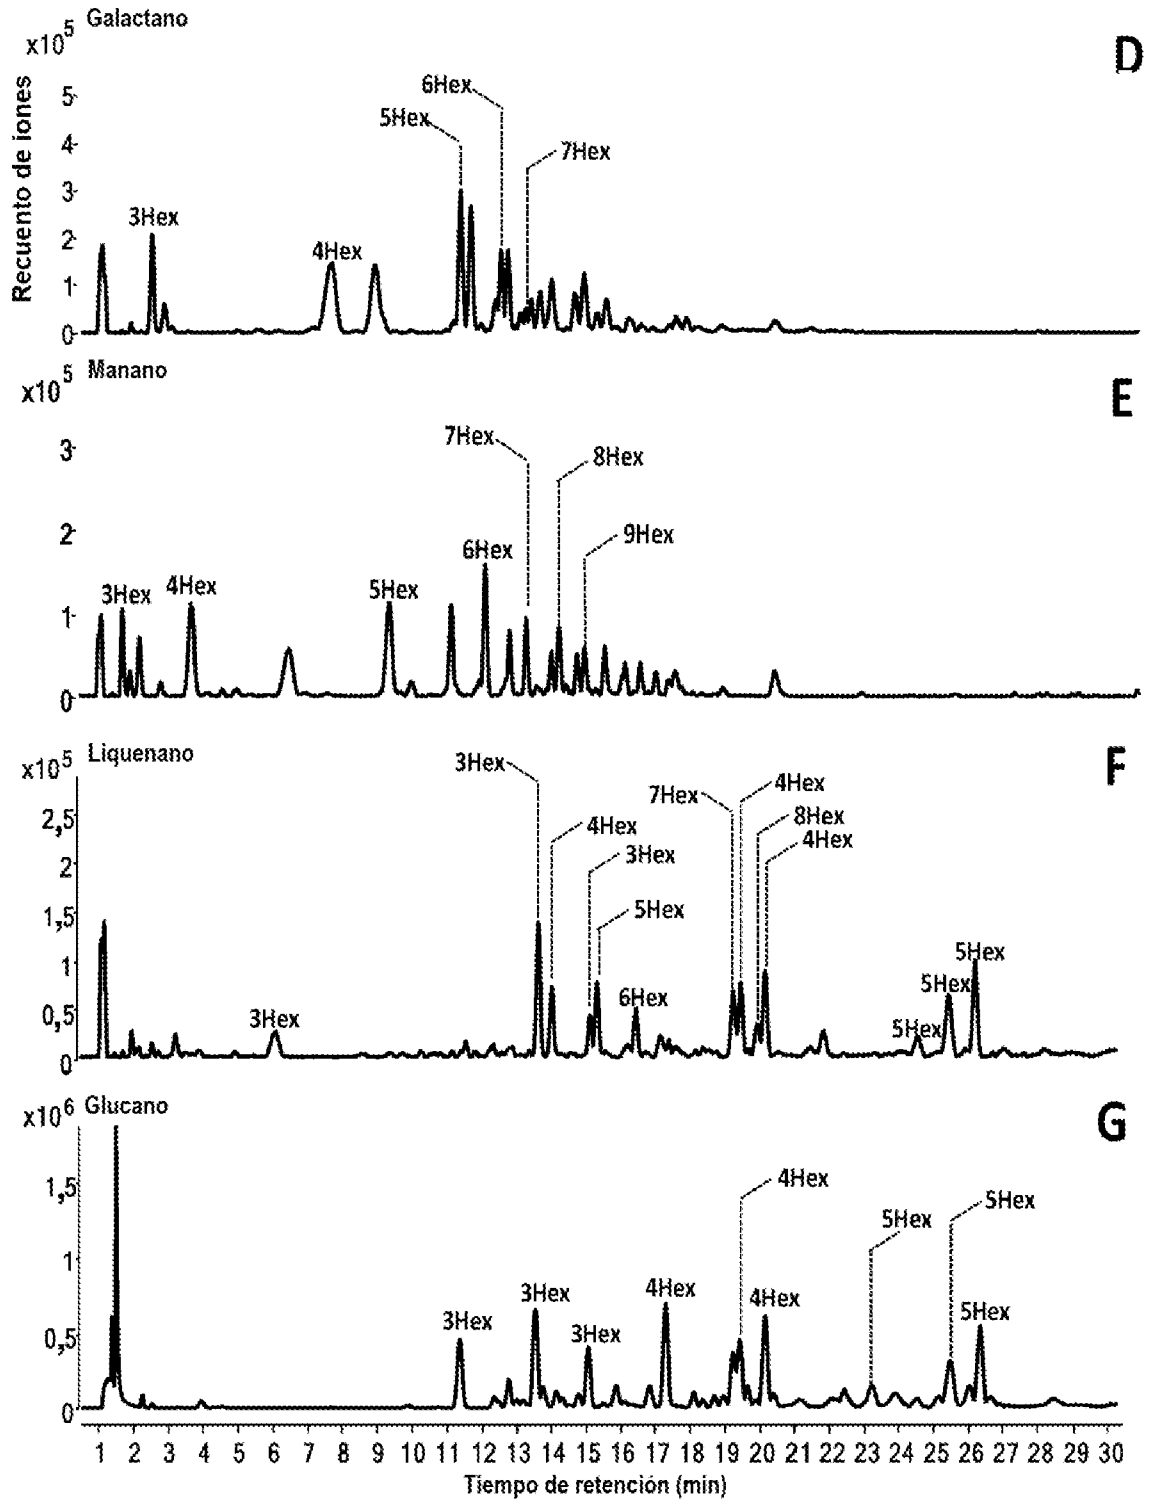 Galactano
x10^5
D
Recuento de iones
6Hex
5
5Hex
4
7Hex
3
3Hex
2
4Hex
1
0
Manano
x10^5
E
7Hex
3
8Hex
2
9Hex
6Hex
3Hex 4Hex 5Hex
1
0
Liquenano
x10^5
F
3Hex
4Hex
7Hex
2,5
8Hex
4Hex
4Hex
3Hex
2
1,5
5Hex
1
5Hex
5Hex
6Hex
0,5
3Hex
5Hex
0
Glucano
x10^6
G
1,5
4Hex
5Hex
5Hex
1
4Hex
3Hex
4Hex
5Hex
3Hex
3Hex
0,5
0
1 2 3 4 5 6 7 8 9 10 11 12 13 14 15 16 17 18 19 20 21 22 23 24 25 26 27 28 29 30
Tiempo de retención (min)